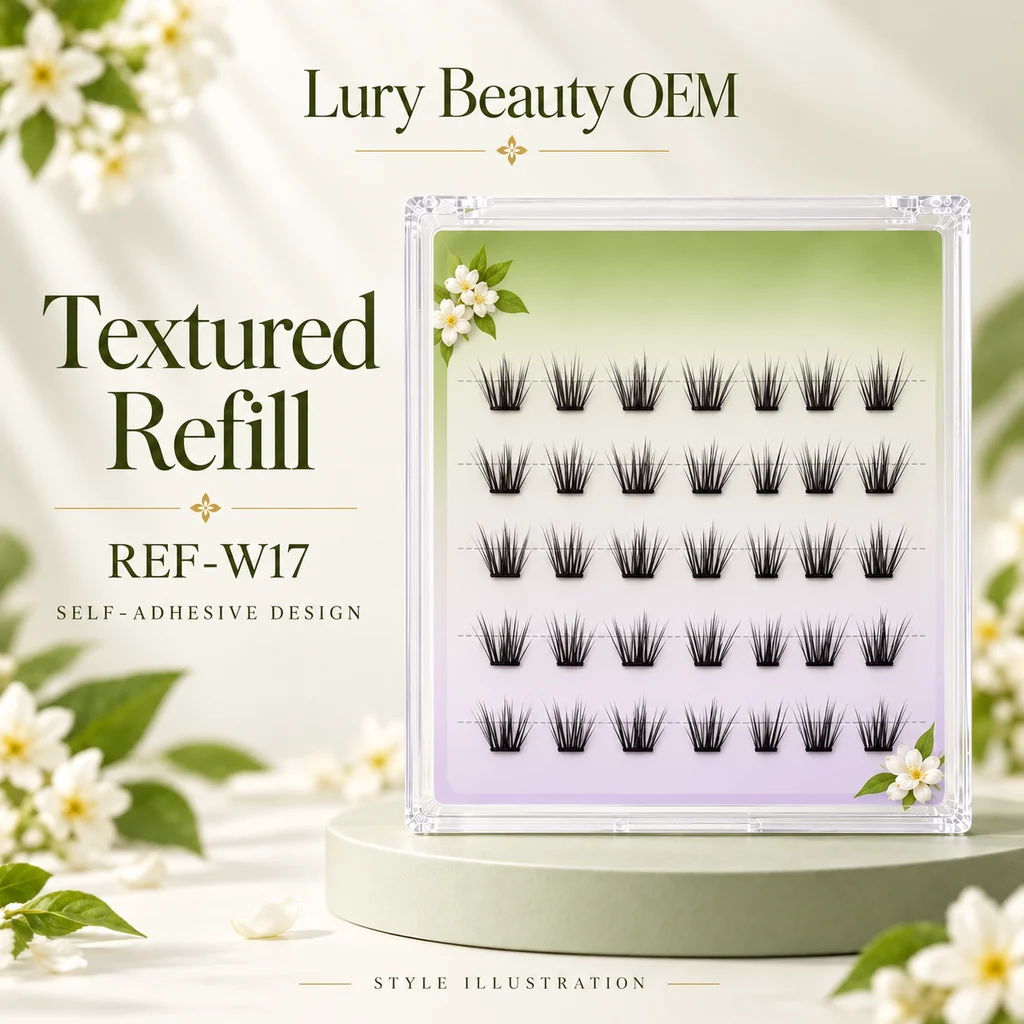 Lury Beauty OEM
Textured
Refill
REF-W17
SELF-ADHESIVE DESIGN
STYLE ILLUSTRATION